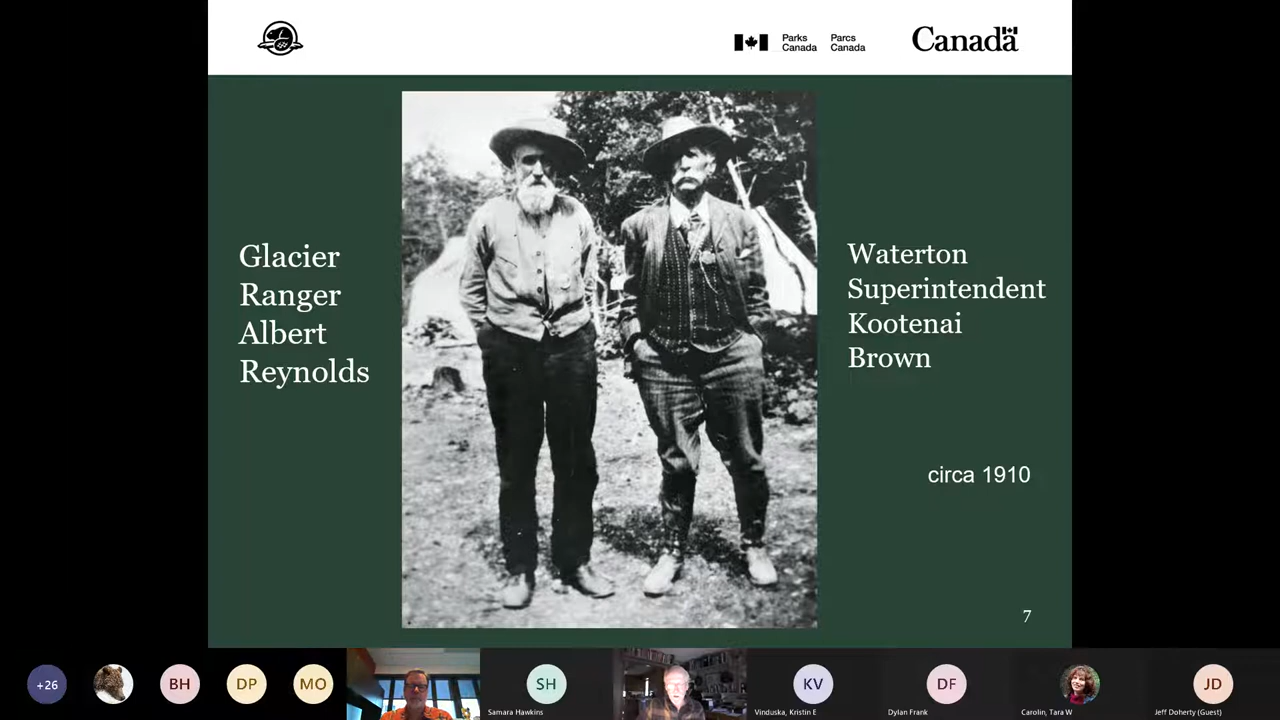 Parks
Canada
Parcs
Canada
Canada
Glacier
Ranger
Albert
Reynolds
Waterton
Superintendent
Kootenai
Brown
circa 1910
7
+26
BH
DP
MO
SH
Samara Hawkins
KV
Vinduska, Kristin E
DF
Dylan Frank
Carolin, Tara W
JD
Jeff Doherty (Guest)